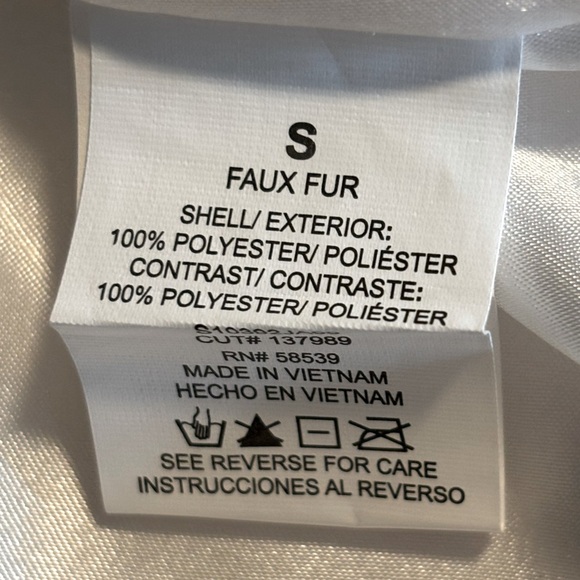 S
FAUX FUR
SHELL/ EXTERIOR:
100% POLYESTER/ POLIÉSTER
CONTRAST/ CONTRASTE:
100% POLYESTER/ POLIÉSTER
CUT# 137989
RN# 58539
MADE IN VIETNAM
HECHO EN VIETNAM
SEE REVERSE FOR CARE
INSTRUCCIONES AL REVERSO